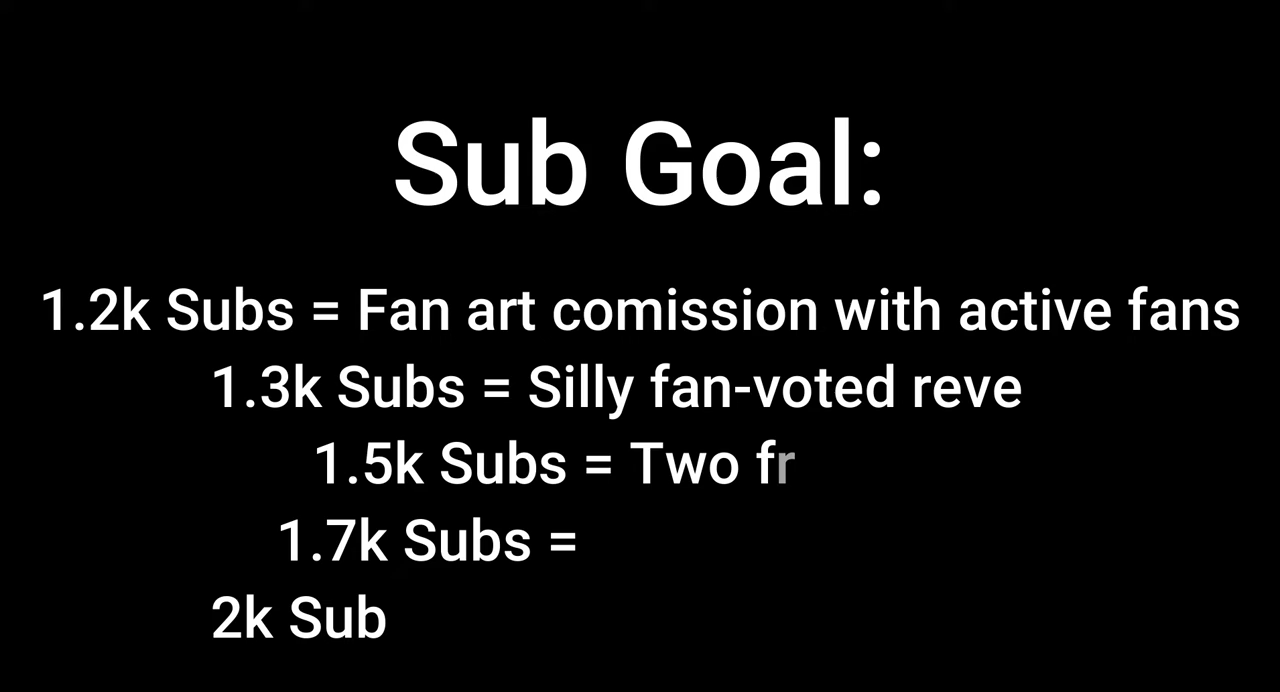 Sub Goal:
1.2k Subs = Fan art comission with active fans
1.3k Subs = Silly fan-voted reve
1.5k Subs = Two fr
1.7k Subs =
2k Sub